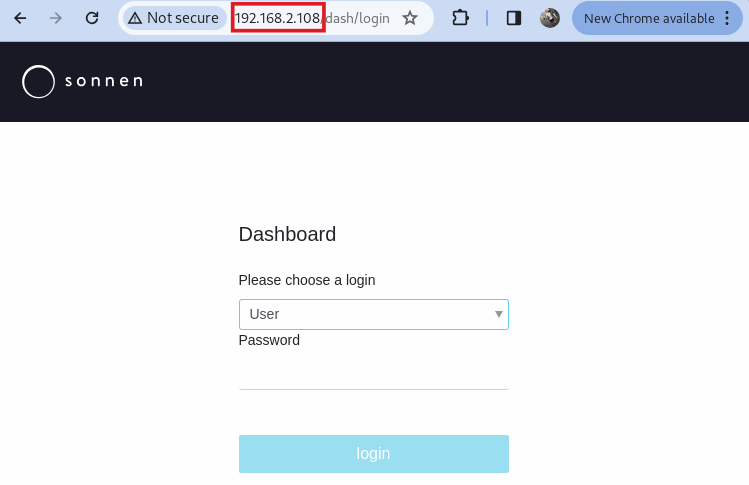 Not secure 192.168.2.108/dash/login New Chrome available
sonnen
Dashboard
Please choose a login
User
Password
login